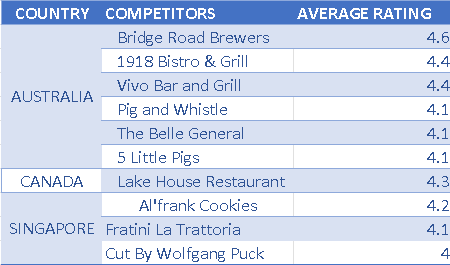 COUNTRY COMPETITORS AVERAGE RATING
Bridge Road Brewers 4.6
1918 Bistro & Grill 4.4
Vivo Bar and Grill 4.4
AUSTRALIA
Pig and Whistle 4.1
The Belle General 4.1
5 Little Pigs 4.1
CANADA Lake House Restaurant 4.3
Al'frank Cookies 4.2
SINGAPORE Fratini La Trattoria 4.1
Cut By Wolfgang Puck 4